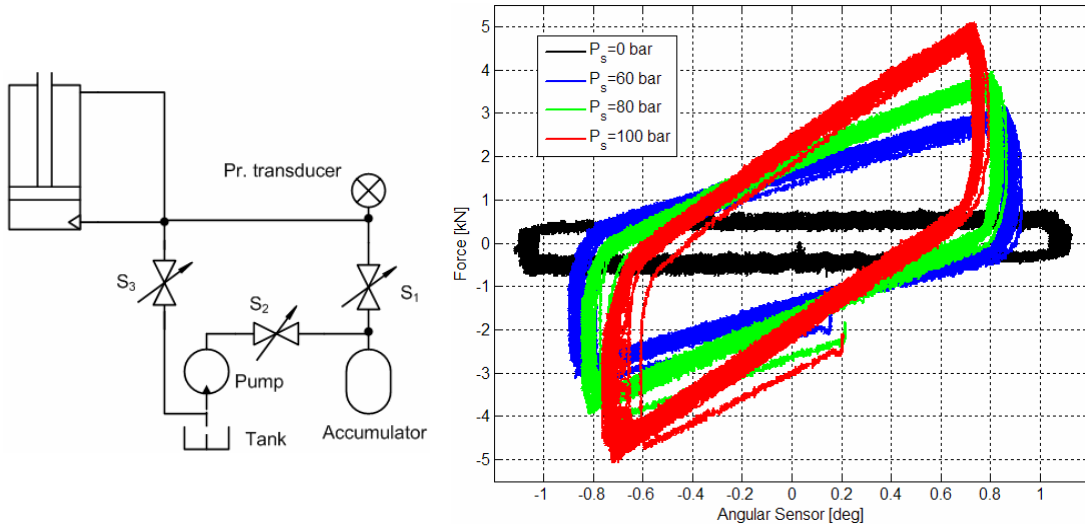 Pr. transducer
S3
S2
S1
Pump
Tank
Accumulator
Ps=0 bar
Ps=60 bar
Ps=80 bar
Ps=100 bar
Force [kN]
5
4
3
2
1
0
-1
-2
-3
-4
-5
-1 -0.8 -0.6 -0.4 -0.2 0 0.2 0.4 0.6 0.8 1
Angular Sensor [deg]